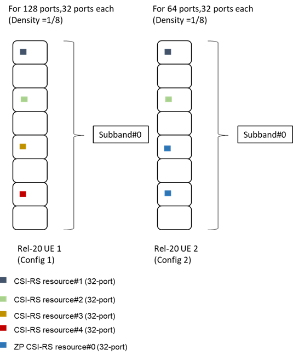 For 128 ports,32 ports each
(Density =1/8)
For 64 ports,32 ports each
(Density =1/8)
Subband#0
Subband#0
Rel-20 UE 1
(Config 1)
Rel-20 UE 2
(Config 2)
CSI-RS resource#1 (32-port)
CSI-RS resource#2 (32-port)
CSI-RS resource#3 (32-port)
CSI-RS resource#4 (32-port)
ZP CSI-RS resource#0 (32-port)